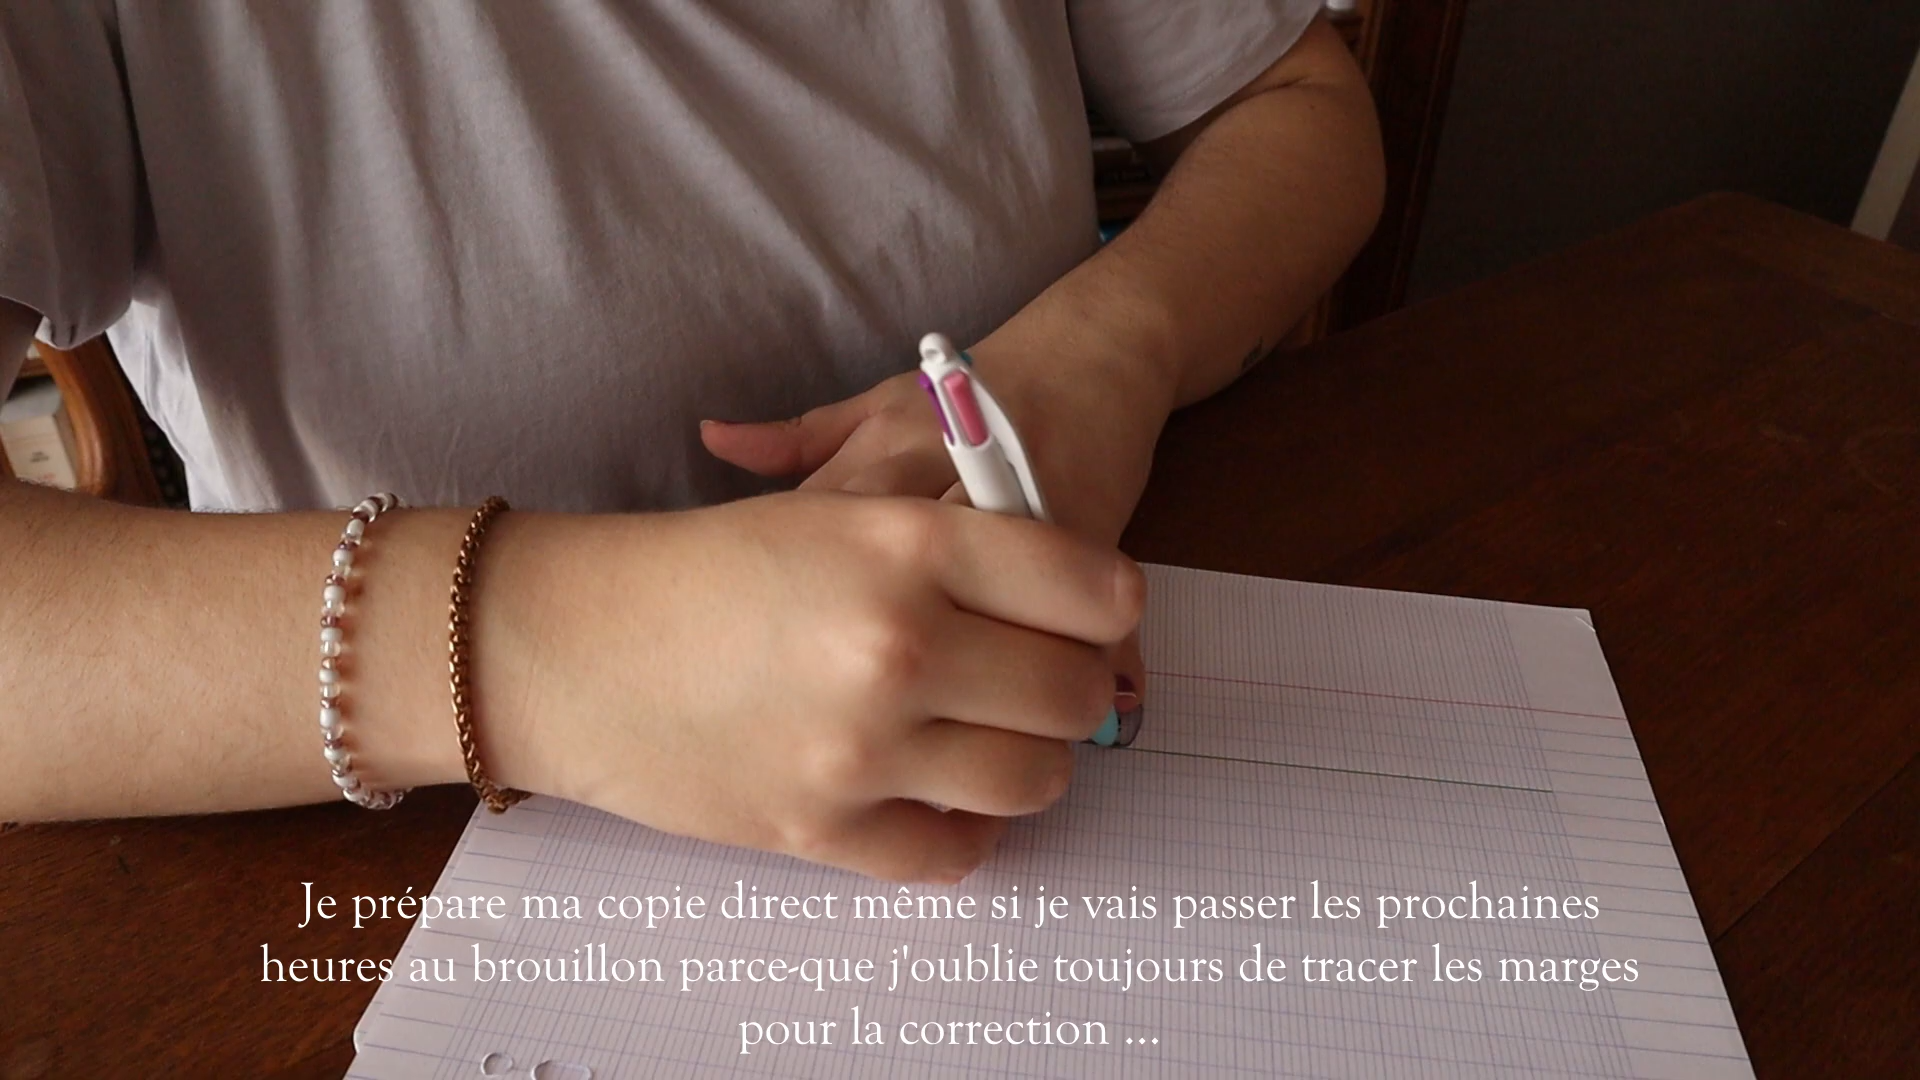 Je prépare ma copie direct même si je vais passer les prochaines
heures au brouillon parce-que j'oublie toujours de tracer les marges
pour la correction ...